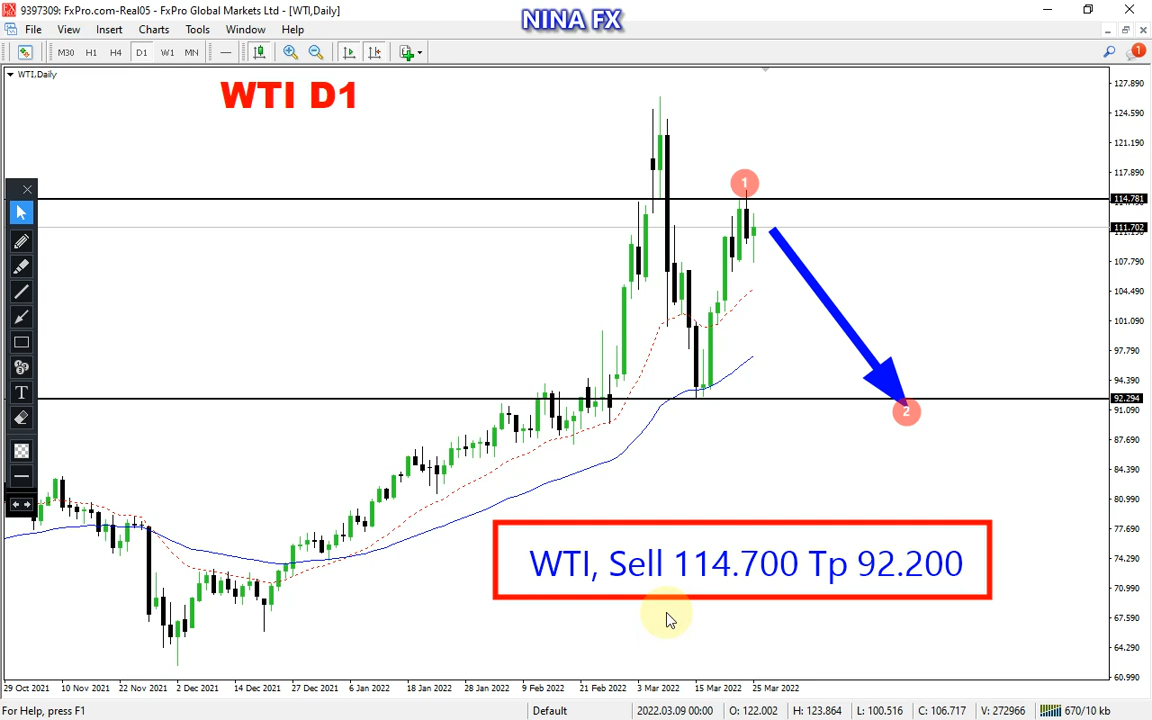 9397309: FxPro.com-Real05 - FxPro Global Markets Ltd - [WTI,Daily]
NINA FX
File View Insert Charts Tools Window Help
M30 H1 H4 D1 W1 MN
1
WTI,Daily
WTI D1
127.890
124.590
121.190
117.890
1
114.781
111.702
107.790
104.490
101.090
97.790
94.390
92.294
91.090
2
87.690
84.390
80.990
77.690
74.290
70.990
67.590
64.290
60.990
T
WTI, Sell 114.700 Tp 92.200
29 Oct 2021 10 Nov 2021 22 Nov 2021 2 Dec 2021 14 Dec 2021 27 Dec 2021 6 Jan 2022 18 Jan 2022 28 Jan 2022 9 Feb 2022 21 Feb 2022 3 Mar 2022 15 Mar 2022 25 Mar 2022
For Help, press F1 Default 2022.03.09 00:00 O: 122.002 H: 123.864 L: 100.516 C: 106.717 V: 272966 670/10 kb